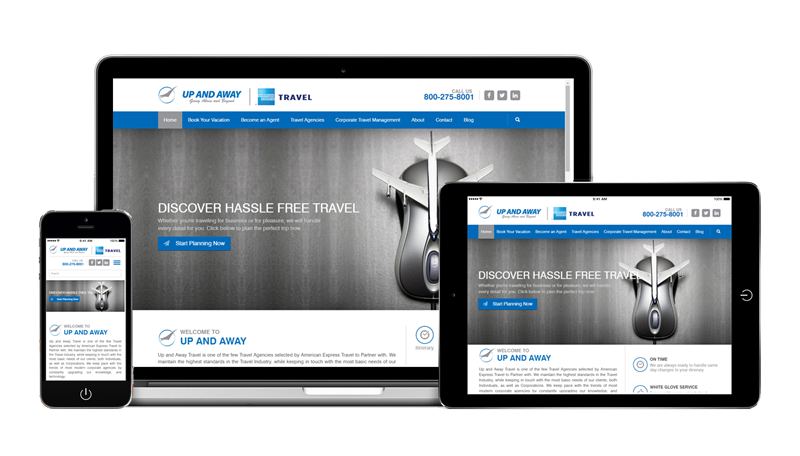 UP AND AWAY
Going Above and Beyond
AMERICAN EXPRESS
TRAVEL
CALL US
800-275-8001
Home Book Your Vacation Become an Agent Travel Agencies Corporate Travel Management About Contact Blog
DISCOVER HASSLE FREE TRAVEL
Whether you're traveling for business or for pleasure, we will handle
every detail for you. Click below to plan the perfect trip now.
Start Planning Now
WELCOME TO
UP AND AWAY
Up and Away Travel is one of the few Travel Agencies selected by American Express Travel to Partner with. We
maintain the highest standards in the Travel Industry, while keeping in touch with the most basic needs of our
Itinerary
9:41 AM
UP AND AWAY
TRAVEL
CALL US
800-275-8001
DISCOVER HASSLE FREE TRAVEL
Start Planning Now
WELCOME TO
UP AND AWAY
Up and Away Travel is one of the few Travel
Agencies selected by American Express Travel to
Partner with. We maintain the highest standards in
the Travel Industry, while keeping in touch with the
most basic needs of our clients, both Individuals,
as well as Corporations. We keep pace with the
trends of most modern corporate agencies by
constantly upgrading our knowledge, and
technology.
9:41 AM
100%
UP AND AWAY
Going Above and Beyond
TRAVEL
CALL US
800-275-8001
Home Book Your Vacation Become an Agent Travel Agencies Corporate Travel Management About Contact Blog
DISCOVER HASSLE FREE TRAVEL
Whether you're traveling for business or for pleasure, we will handle
every detail for you. Click below to plan the perfect trip now.
Start Planning Now
WELCOME TO
UP AND AWAY
Up and Away Travel is one of the few Travel Agencies selected by American
Express Travel to Partner with. We maintain the highest standards in the Travel
Industry, while keeping in touch with the most basic needs of our clients, both
Individuals, as well as Corporations. We keep pace with the trends of most
modern corporate agencies by constantly upgrading our knowledge, and
ON TIME
We are always ready to handle same
day changes to your itinerary
WHITE GLOVE SERVICE